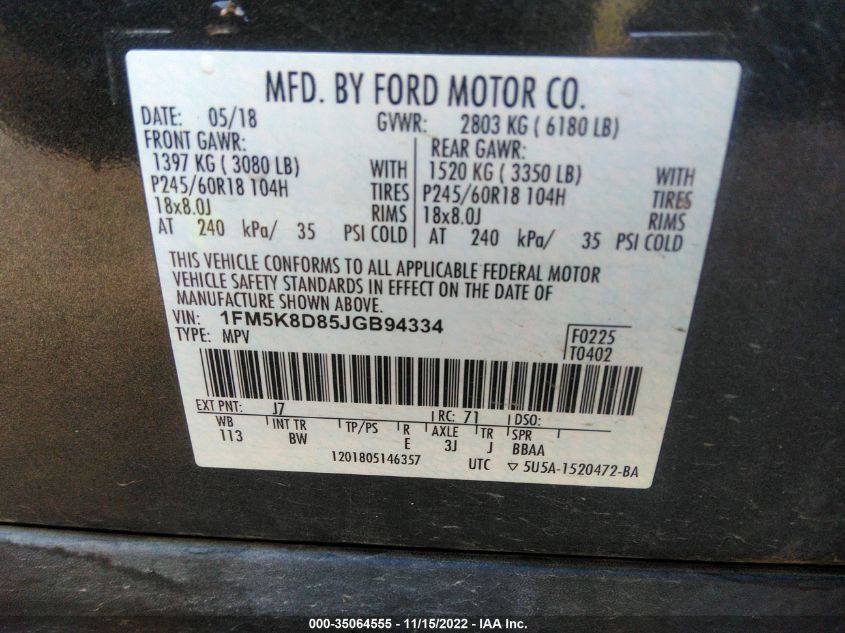 MFD. BY FORD MOTOR CO.
DATE: 05/18 GVWR: 2803 KG ( 6180 LB)
FRONT GAWR: REAR GAWR:
1397 KG ( 3080 LB) WITH 1520 KG ( 3350 LB) WITH
P245/60R18 104H TIRES P245/60R18 104H TIRES
18x8.0J RIMS 18x8.0J RIMS
AT 240 kPa/ 35 PSI COLD AT 240 kPa/ 35 PSI COLD
THIS VEHICLE CONFORMS TO ALL APPLICABLE FEDERAL MOTOR
VEHICLE SAFETY STANDARDS IN EFFECT ON THE DATE OF
MANUFACTURE SHOWN ABOVE.
VIN: 1FM5K8D85JGB94334
TYPE: MPV
F0225
T0402
EXT PNT: J7 RC: 71 DSO:
WB INT TR TP/PS R AXLE TR SPR
113 BW E 3J J BBAA
1201805146357 UTC ▽ 5U5A-1520472-BA
000-35064555 - 11/15/2022 - IAA Inc.